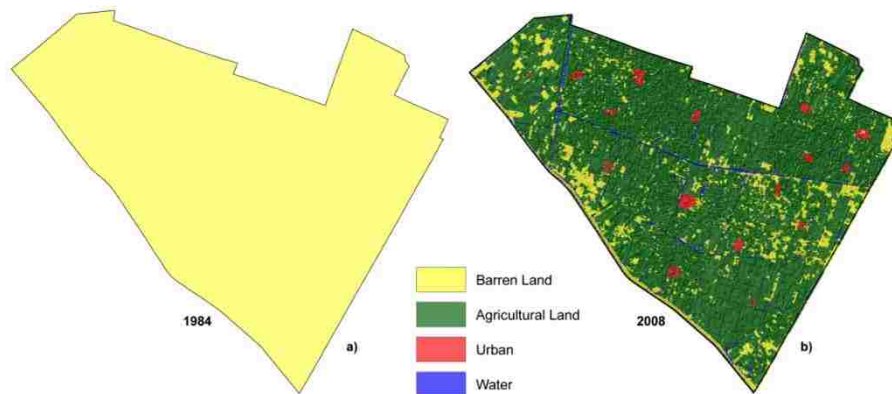 Barren Land
1984
a)
Agricultural Land
2008
b)
Urban
Water